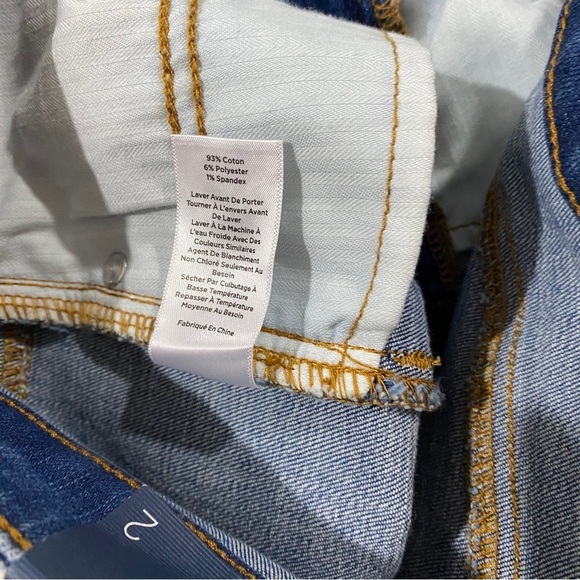 93% Cotton
6% Polyester
1% Spandex
Laver Avant De Porter
Tourner À L'envers Avant
De Laver
Laver À La Machine À
L'eau Froide Avec Des
Couleurs Similaires
Agent De Blanchiment
Non Chloré Seulement Au
Besoin
Sécher Par Culbutage À
Basse Température
Repasser À Température
Moyenne Au Besoin
Fabriqué En Chine
2